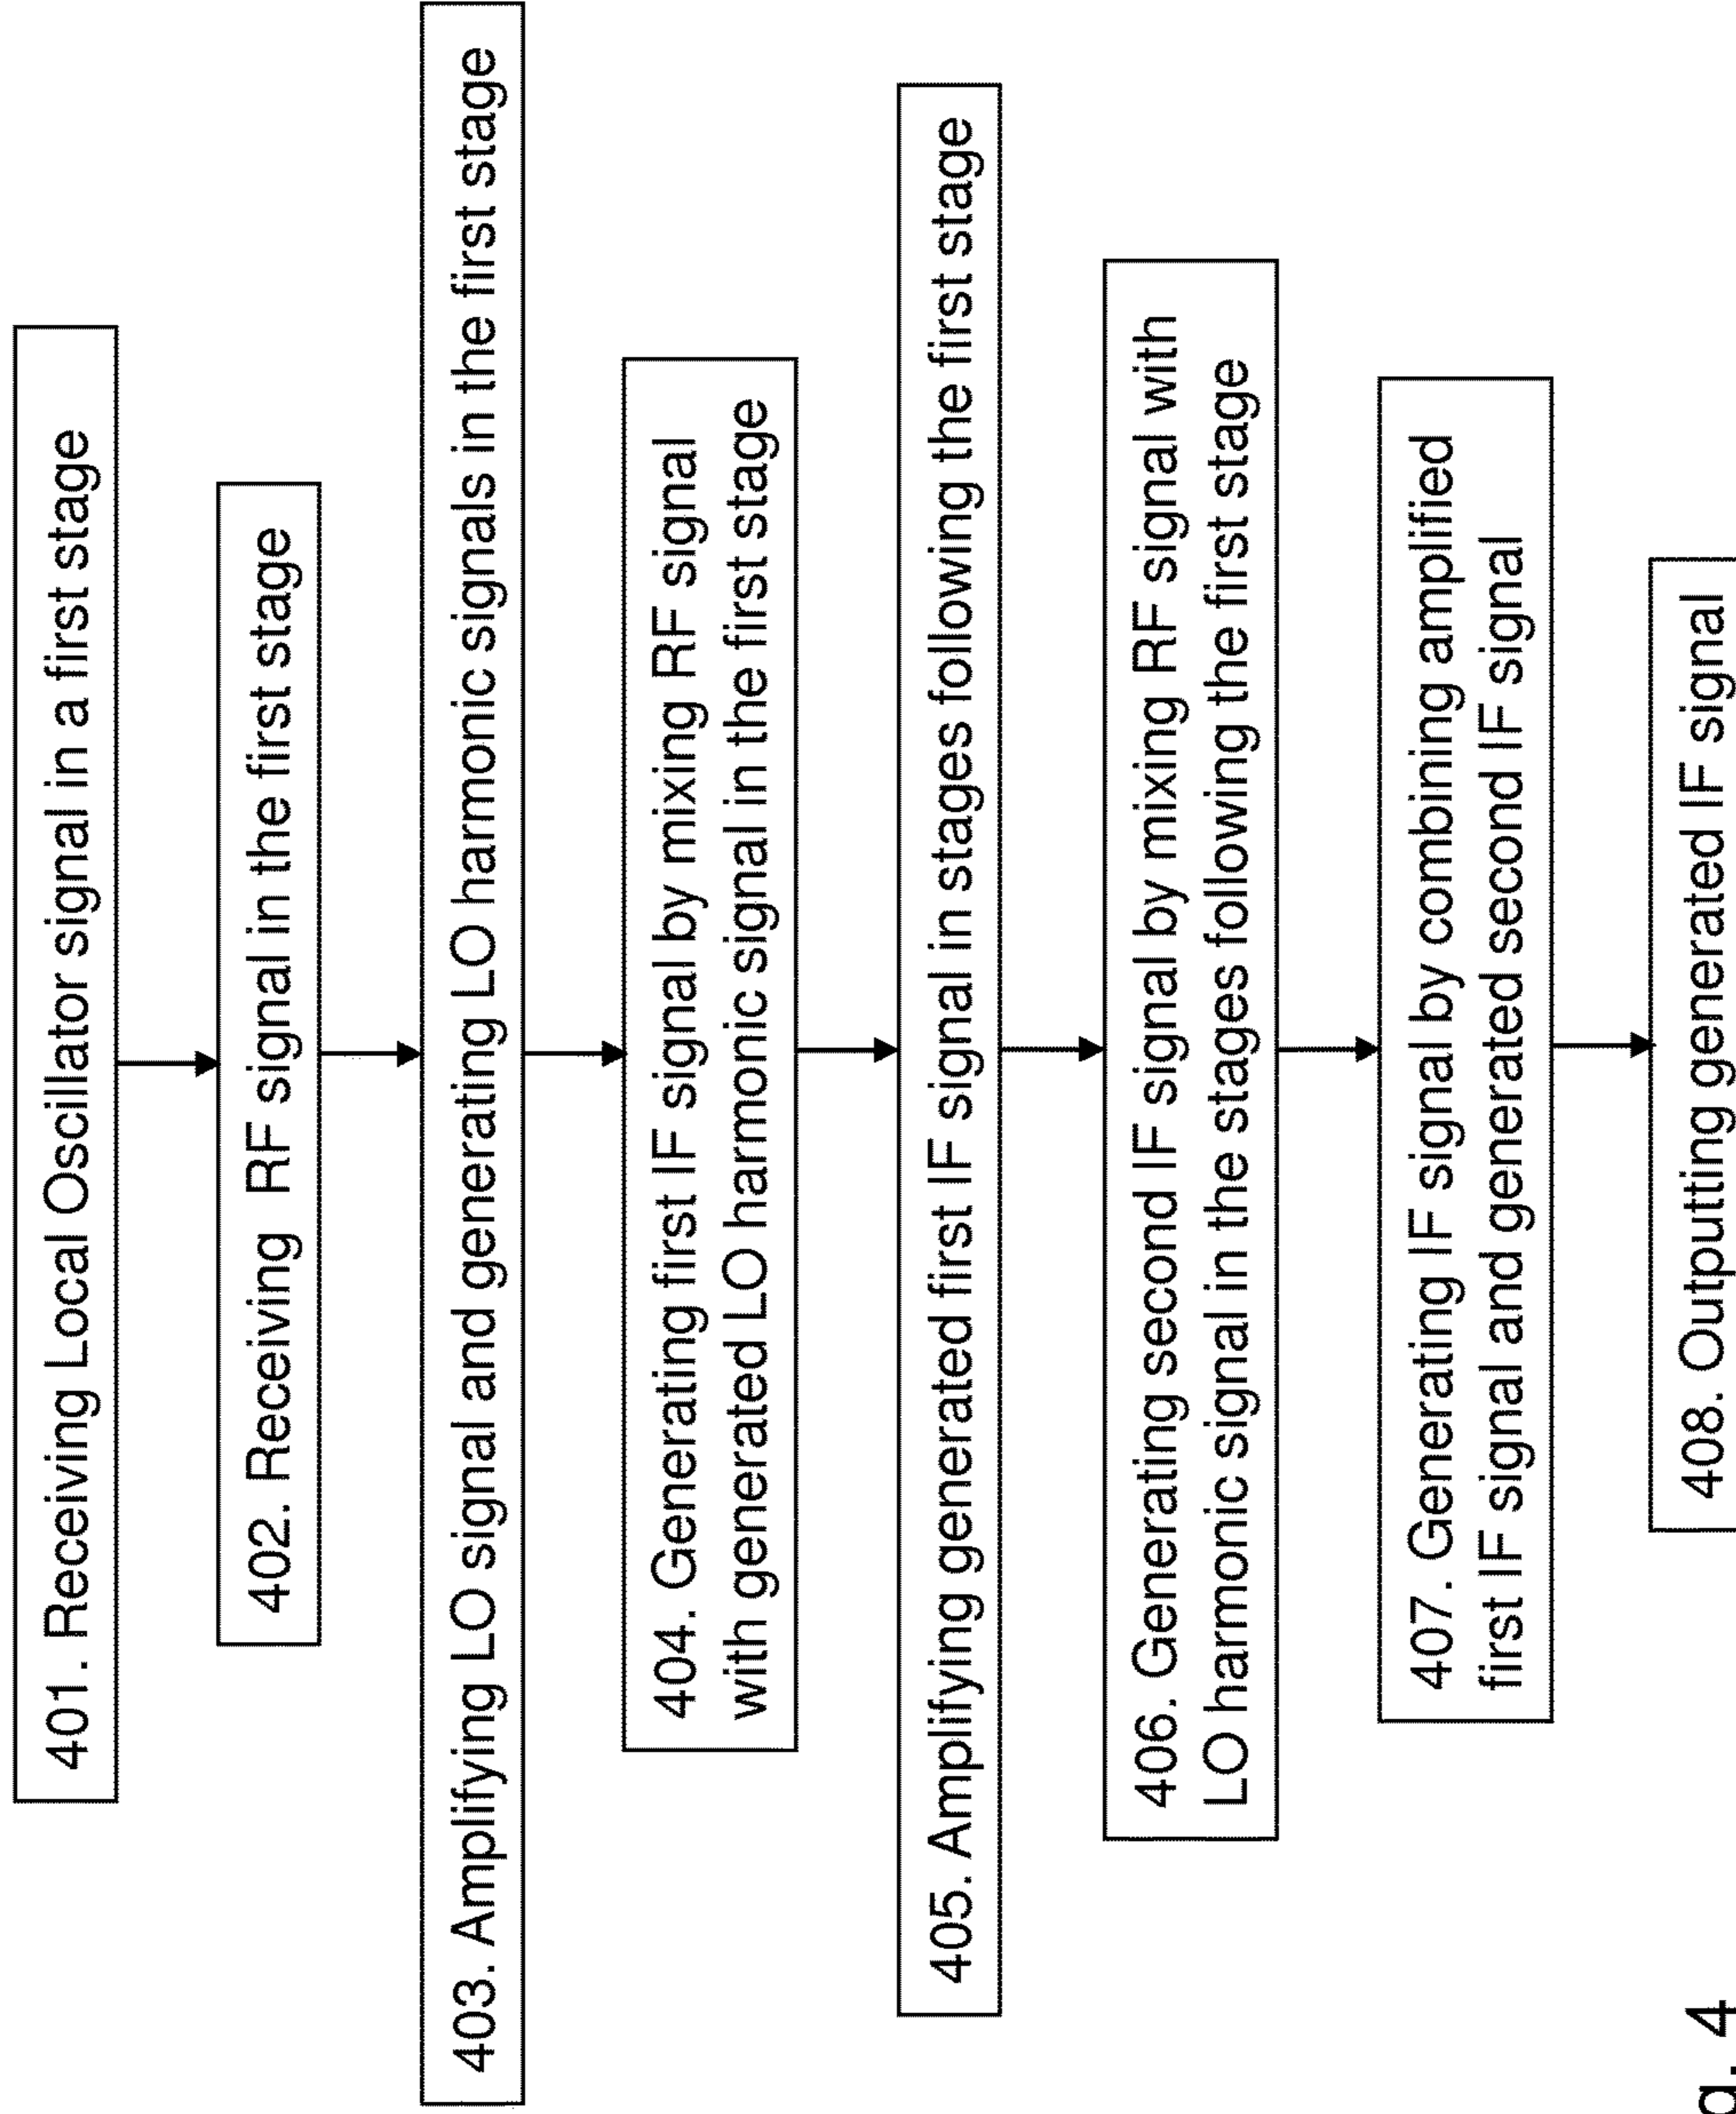 401. Receiving Local Oscillator signal in a first stage
402. Receiving RF signal in the first stage
403. Amplifying LO signal and generating LO harmonic signals in the first stage
404. Generating first IF signal by mixing RF signal
with generated LO harmonic signal in the first stage
405. Amplifying generated first IF signal in stages following the first stage
406. Generating second IF signal by mixing RF signal with
LO harmonic signal in the stages following the first stage
407. Generating IF signal by combining amplified
first IF signal and generated second IF signal
408. Outputting generated IF signal
g. 4